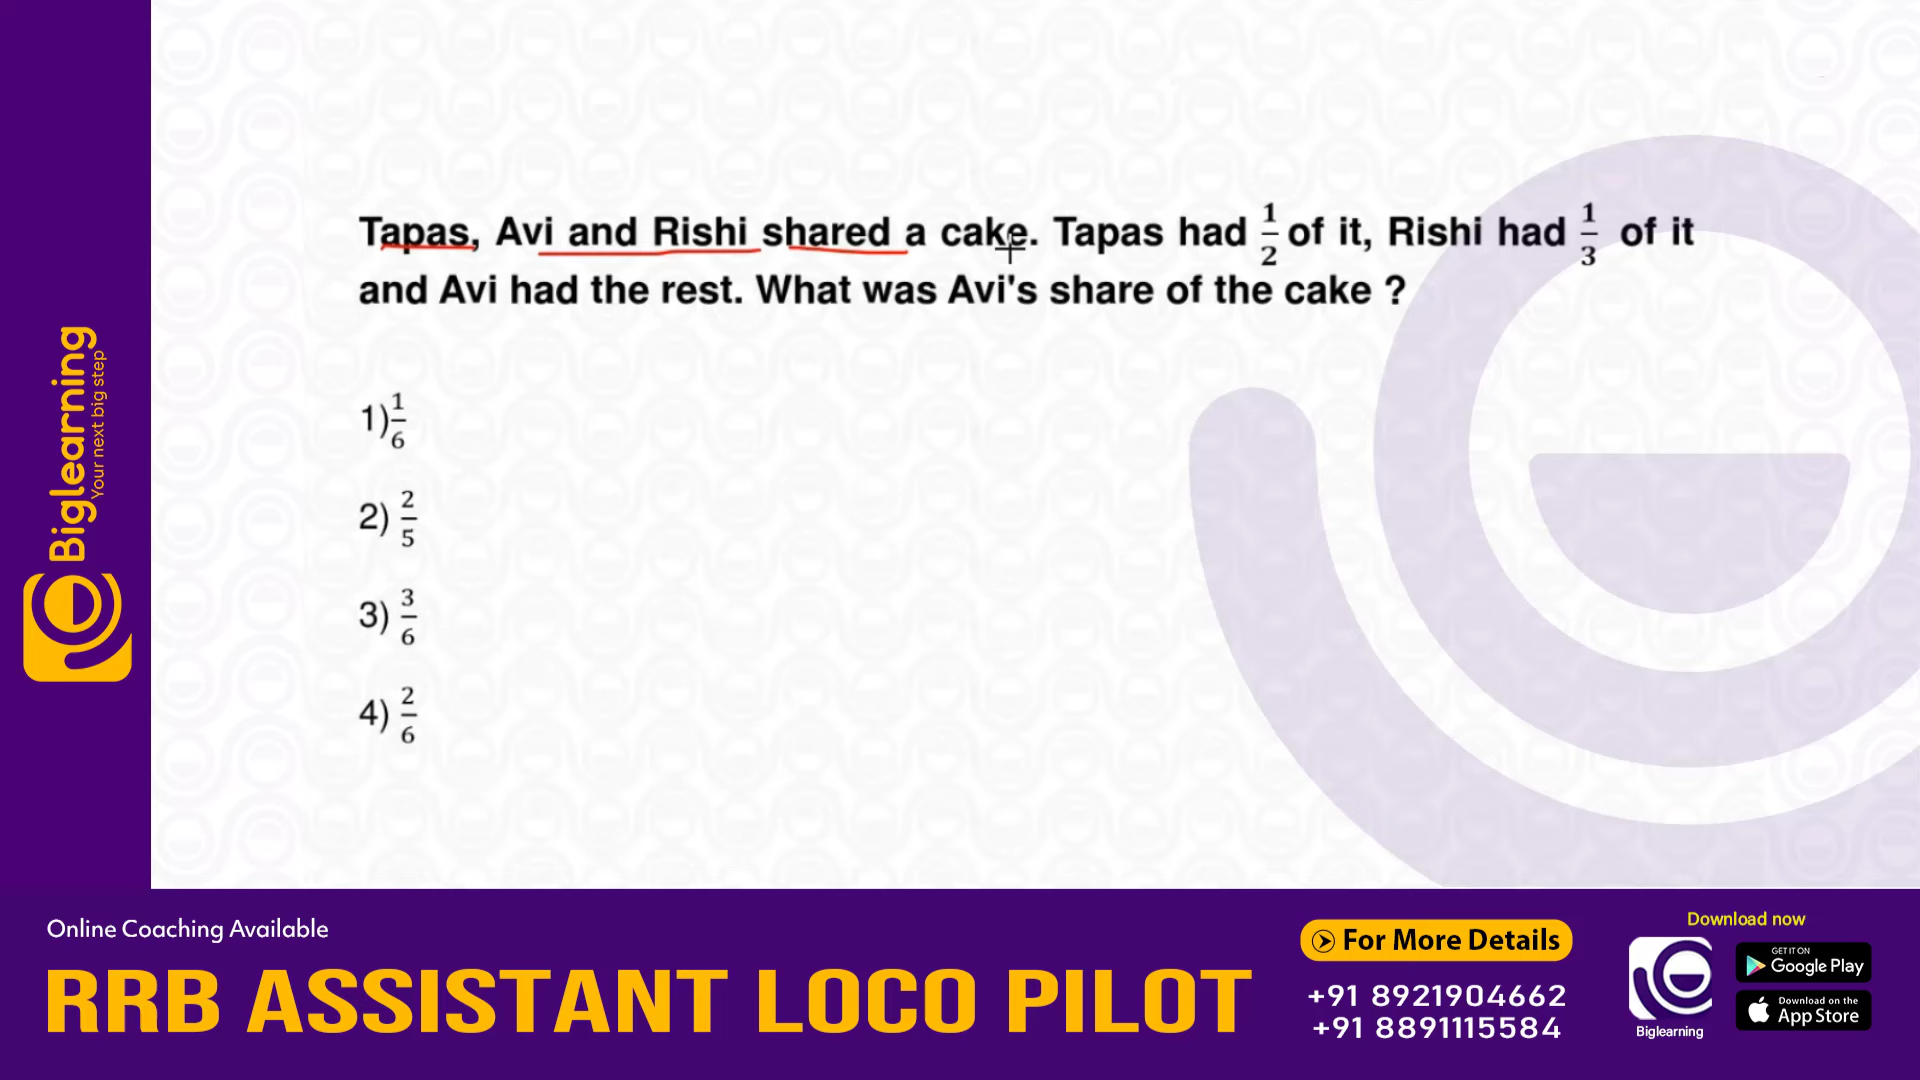 Tapas, Avi and Rishi shared a cake. Tapas had 1/2 of it, Rishi had 1/3 of it
and Avi had the rest. What was Avi's share of the cake ?
1) 1/6
2) 2/5
3) 3/6
4) 2/6
Biglearning
Your next big step
Online Coaching Available
RRB ASSISTANT LOCO PILOT
For More Details
+91 8921904662
+91 8891115584
Download now
Biglearning
GET IT ON
Google Play
Download on the
App Store